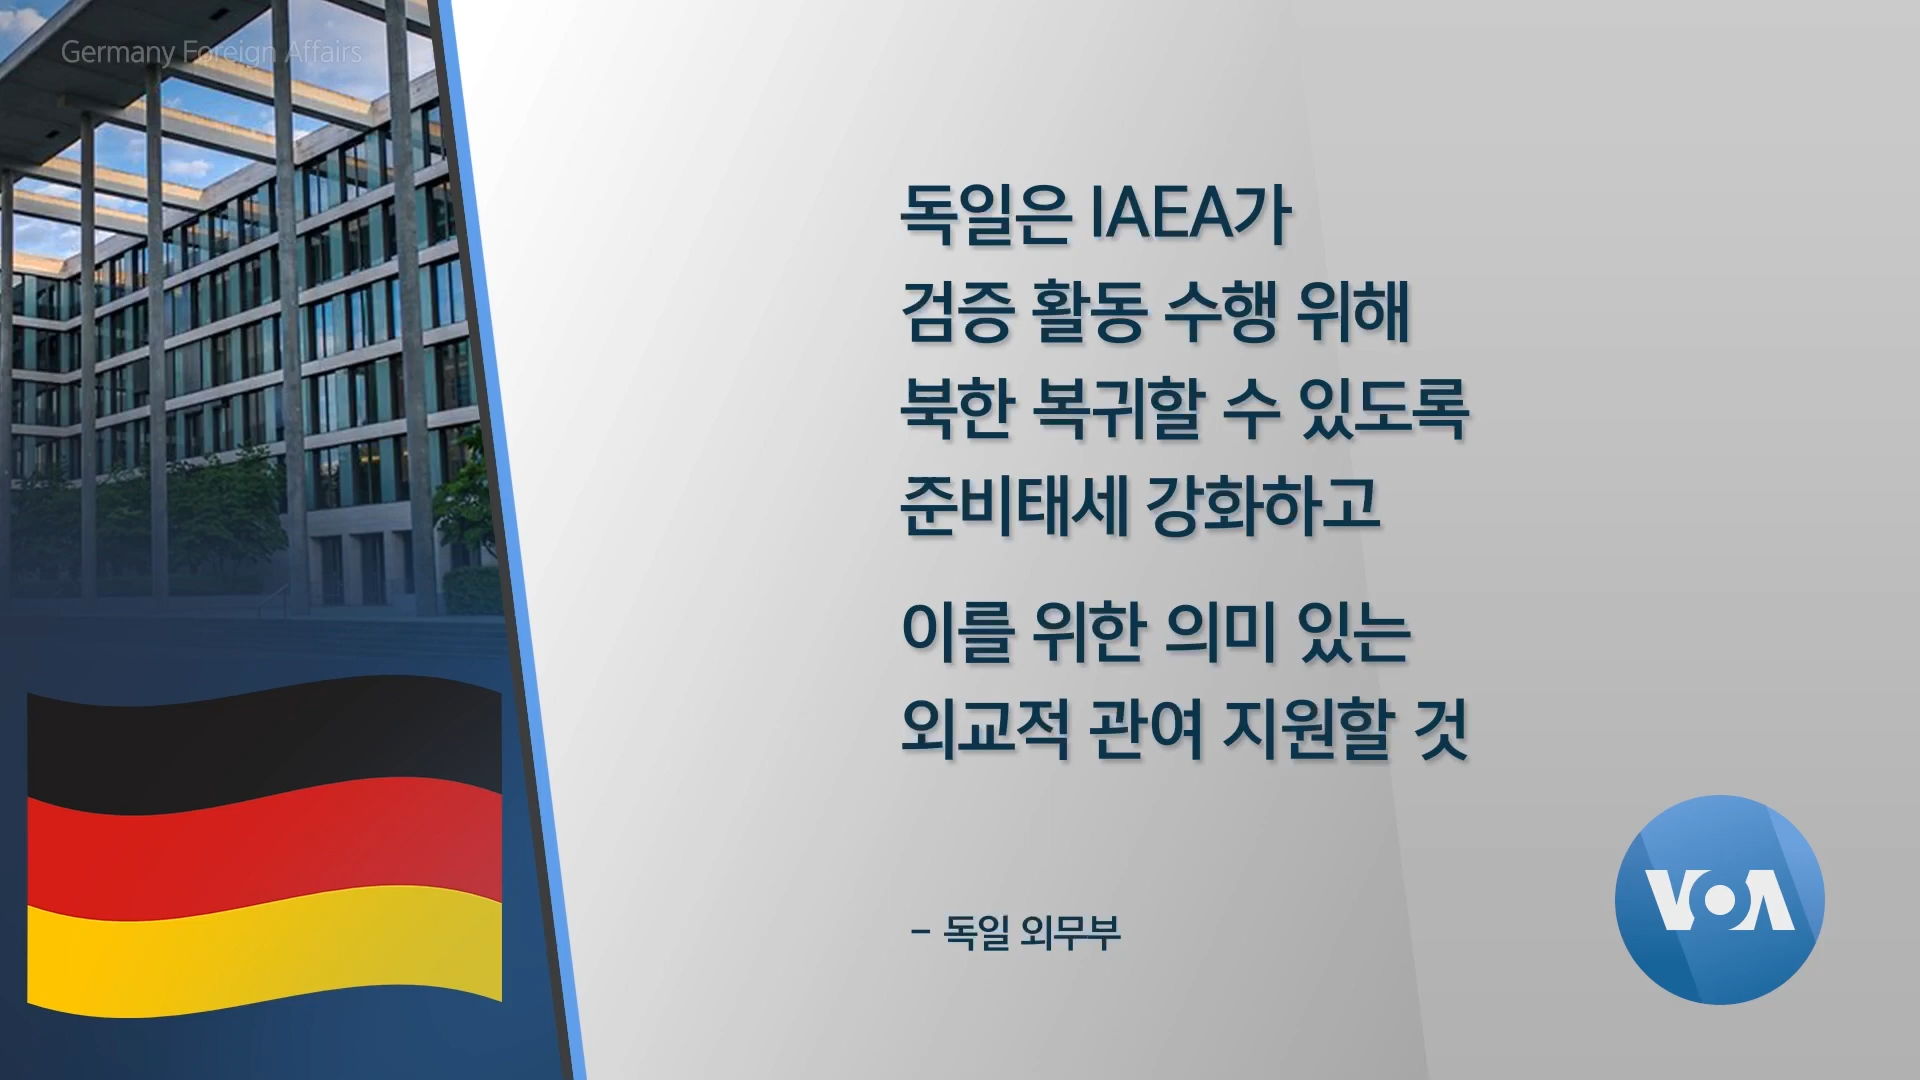 Germany Foreign Affairs
독일은 IAEA가
검증 활동 수행 위해
북한 복귀할 수 있도록
준비태세 강화하고
이를 위한 의미 있는
외교적 관여 지원할 것
- 독일 외무부
VOA